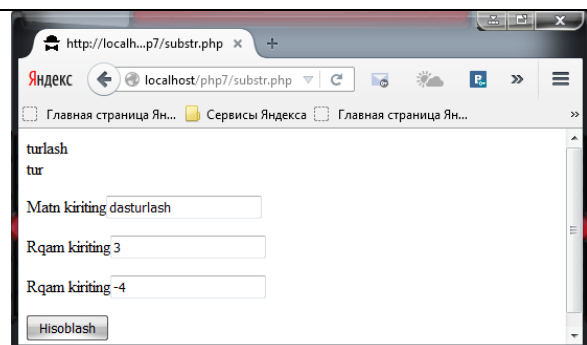 http://localh...p7/substr.php
Яндекс localhost/php7/substr.php
Главная страница Ян... Сервисы Яндекса Главная страница Ян... »
turlash
tur
Matn kiriting dasturlash
Rqam kiriting 3
Rqam kiriting -4
Hisoblash